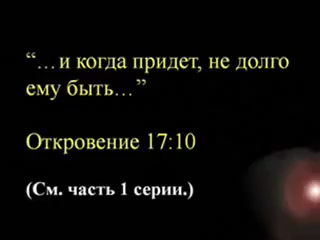 “…и когда придет, не долго
ему быть…”
Откровение 17:10
(См. часть 1 серии.)